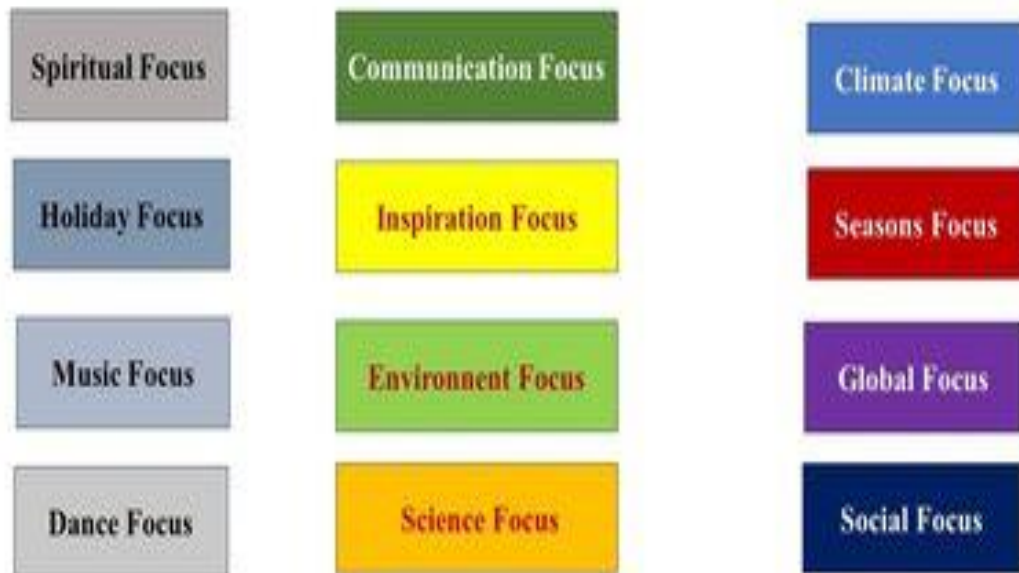 Spiritual Focus
Communication Focus
Climate Focus
Holiday Focus
Inspiration Focus
Seasons Focus
Music Focus
Environnent Focus
Global Focus
Dance Focus
Science Focus
Social Focus